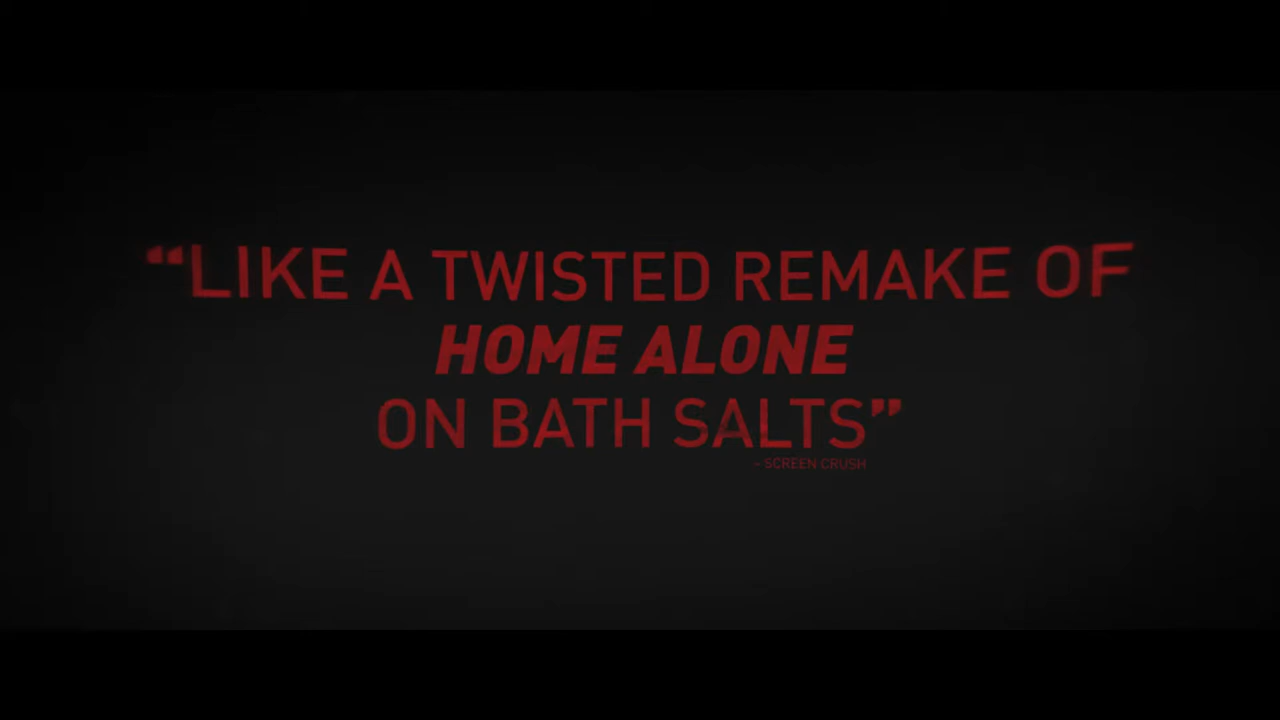 “LIKE A TWISTED REMAKE OF
HOME ALONE
ON BATH SALTS”
– SCREEN CRUSH